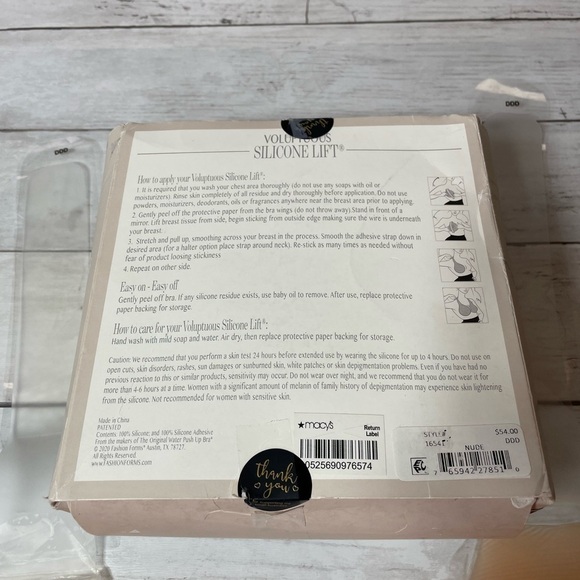 DDD
DDD
thank
VOLUPTUOUS
SILICONE LIFT®
How to apply your Voluptuous Silicone Lift®:
1. It is required that you wash your chest area thoroughly (do not use any soaps with oil or
moisturizers). Rinse skin completely of all residue and dry thoroughly before application. Do not use
powders, moisturizers, deodorants, oils or fragrances anywhere near the breast area prior to applying.
2. Gently peel off the protective paper from the bra wings (do not throw away). Stand in front of a
mirror. Lift breast tissue from side, begin sticking from outside edge making sure the wire is underneath
your breast.
3. Stretch and pull up, smoothing across your breast in the process. Smooth the adhesive strap down in
desired area (for a halter option place strap around neck). Re-stick as many times as needed without
fear of product loosing stickiness
4. Repeat on other side.
Easy on - Easy off
Gently peel off bra. If any silicone residue exists, use baby oil to remove. After use, replace protective
paper backing for storage.
How to care for your Voluptuous Silicone Lift®:
Hand wash with mild soap and water. Air dry, then replace protective paper backing for storage.
Caution: We recommend that you perform a skin test 24 hours before extended use by wearing the silicone for up to 4 hours. Do not use on
open cuts, skin disorders, rashes, sun damages or sunburned skin, white patches or skin depigmentation problems. Even if you have had no
previous reaction to this or similar products, sensitivity may occur. Do not wear over night, and we recommend that you do not wear it for
more than 4-6 hours at a time. Women with a significant amount of melanin of family history of depigmentation may experience skin lightening
from the silicone. Not recommended for women with sensitive skin.
Made in China
PATENTED
Contents: 100% Silicone, and 100% Silicone Adhesive
From the makers of The Original Water Push Up Bra®
© 2020 Fashion Forms® Austin, TX. 78727.
All Rights Reserved.
WWW.FASHIONFORMS.COM
thank
you
★macy's
Return
Label
0525690976574
STYLE#
$54.00
DDD
NUDE
7 65942 27851 0